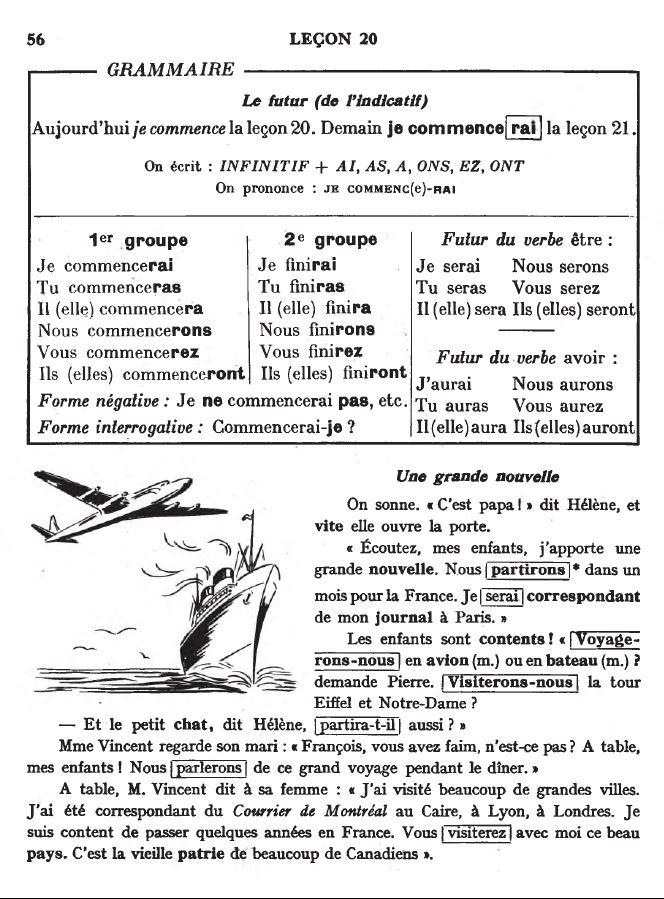 56
LEÇON 20
GRAMMAIRE
Le futur (de l'indicatif)
Aujourd'hui je commence la leçon 20. Demain je commence rai la leçon 21.
On écrit : INFINITIF + AI, AS, A, ONS, EZ, ONT
On prononce : JE COMMENC(e)-RAI
1er groupe
Je commencerai
Tu commenceras
Il (elle) commencera
Nous commencerons
Vous commencerez
Ils (elles) commenceront
2e groupe
Je finirai
Tu finiras
Il (elle) finira
Nous finirons
Vous finirez
Ils (elles) finiront
Forme négative : Je ne commencerai pas, etc.
Forme interrogative : Commencerai-je ?
Futur du verbe être :
Je serai Nous serons
Tu seras Vous serez
Il (elle) sera Ils (elles) seront
Futur du verbe avoir :
J'aurai Nous aurons
Tu auras Vous aurez
Il (elle) aura Ils (elles) auront
Une grande nouvelle
On sonne. « C'est papa ! » dit Hélène, et
vite elle ouvre la porte.
« Écoutez, mes enfants, j'apporte une
grande nouvelle. Nous partirons * dans un
mois pour la France. Je serai correspondant
de mon journal à Paris. »
Les enfants sont contents ! « Voyage-
rons-nous en avion (m.) ou en bateau (m.) ?
demande Pierre. Visiterons-nous la tour
Eiffel et Notre-Dame ?
— Et le petit chat, dit Hélène, partira-t-il aussi ? »
Mme Vincent regarde son mari : « François, vous avez faim, n'est-ce pas ? A table,
mes enfants ! Nous parlerons de ce grand voyage pendant le dîner. »
A table, M. Vincent dit à sa femme : « J'ai visité beaucoup de grandes villes.
J'ai été correspondant du Courrier de Montréal au Caire, à Lyon, à Londres. Je
suis content de passer quelques années en France. Vous visiterez avec moi ce beau
pays. C'est la vieille patrie de beaucoup de Canadiens ».